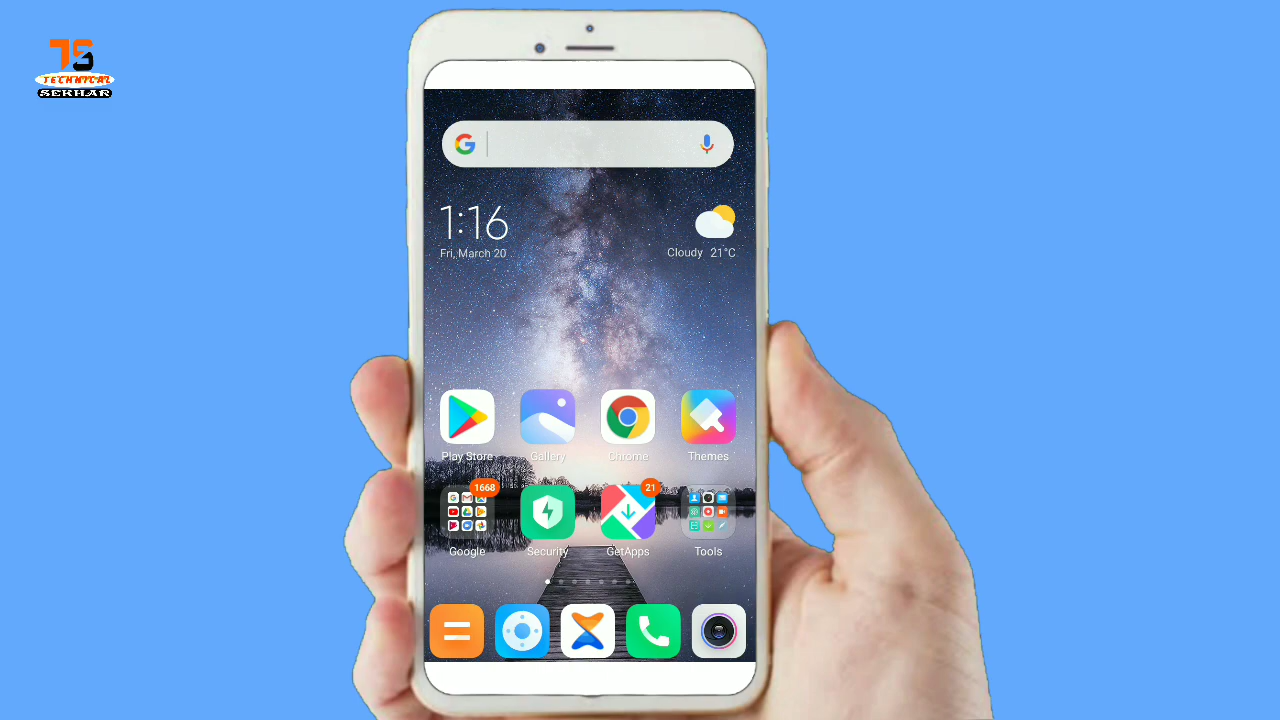 TS
TECHNICAL
SEKHAR
1:16
Fri, March 20
Cloudy 21°C
Play Store
Gallery
Chrome
Themes
1668
21
Google
Security
GetApps
Tools